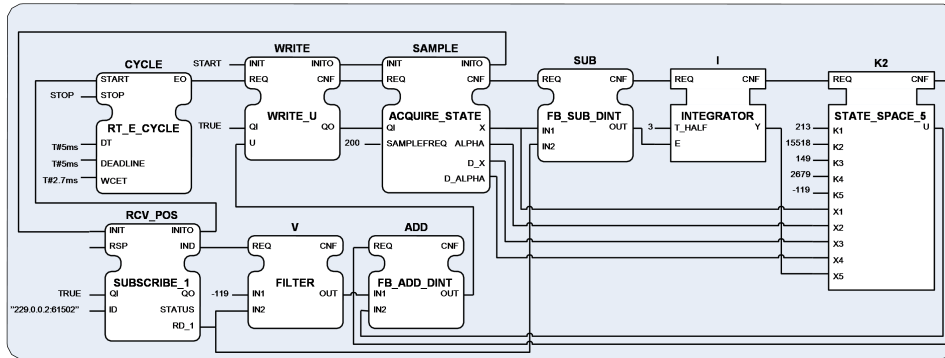 CYCLE
START EO
STOP STOP
RT_E_CYCLE
T#5ms DT
T#5ms DEADLINE
T#2.7ms WCET
WRITE
START INIT INITO
REQ CNF
WRITE_U
TRUE QI QO
U
SAMPLE
INIT INITO
REQ CNF
ACQUIRE_STATE
QI X
200 SAMPLEFREQ ALPHA
D_X
D_ALPHA
SUB
REQ CNF
FB_SUB_DINT
IN1 OUT
IN2
I
REQ CNF
INTEGRATOR
3 T_HALF Y
E
K2
REQ CNF
STATE_SPACE_5
U
213 K1
15518 K2
149 K3
2679 K4
-119 K5
X1
X2
X3
X4
X5
RCV_POS
INIT INITO
RSP IND
SUBSCRIBE_1
TRUE QI QO
"229.0.0.2:61502" ID STATUS
RD_1
V
REQ CNF
FILTER
-119 IN1 OUT
IN2
ADD
REQ CNF
FB_ADD_DINT
IN1 OUT
IN2